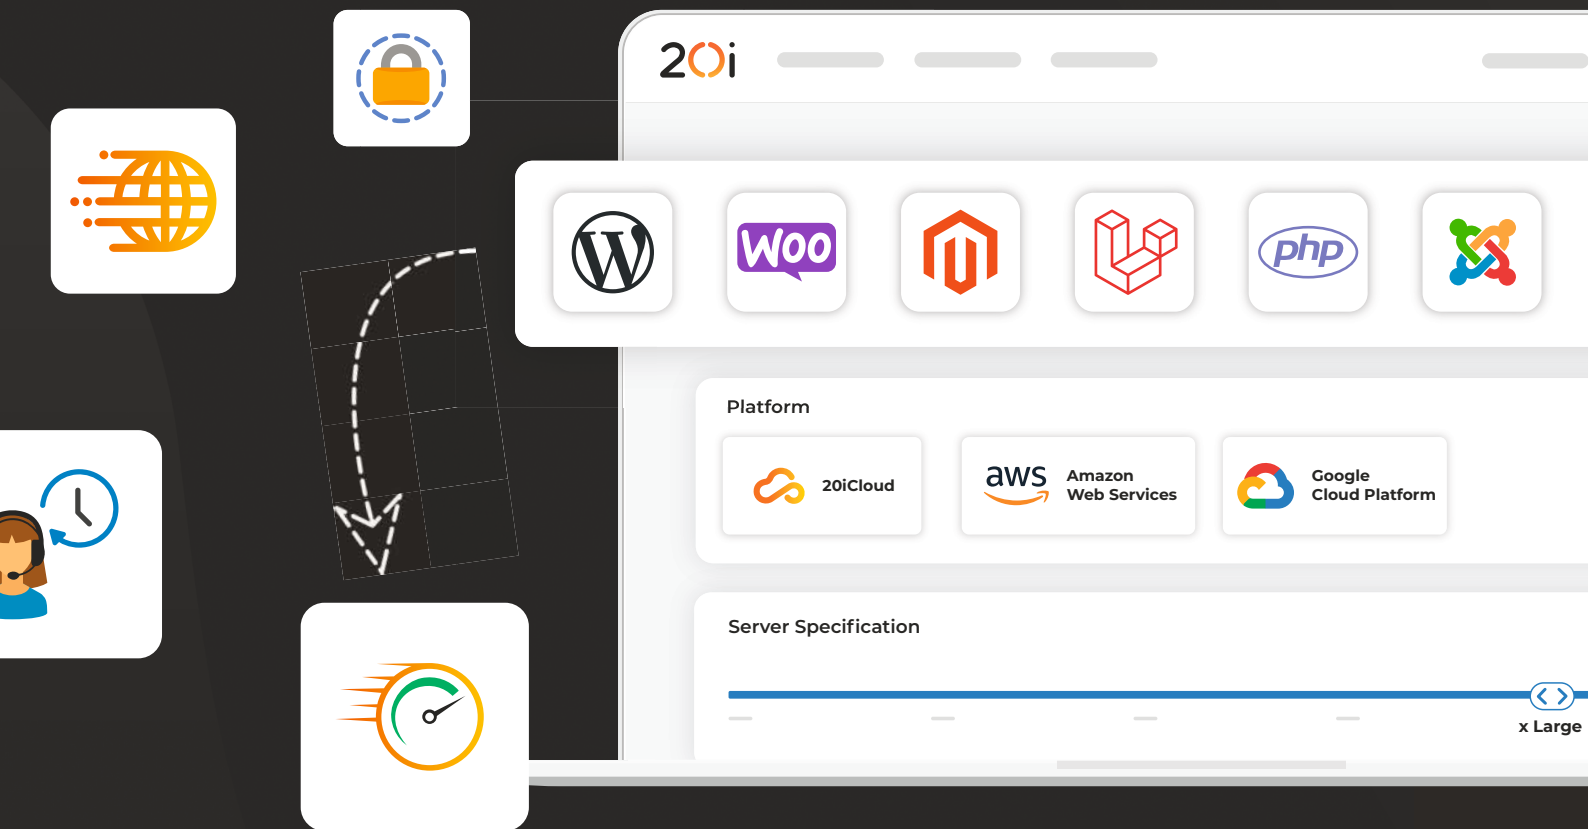 20i
W
Woo
php
Platform
20iCloud
aws
Amazon
Web Services
Google
Cloud Platform
Server Specification
x Large